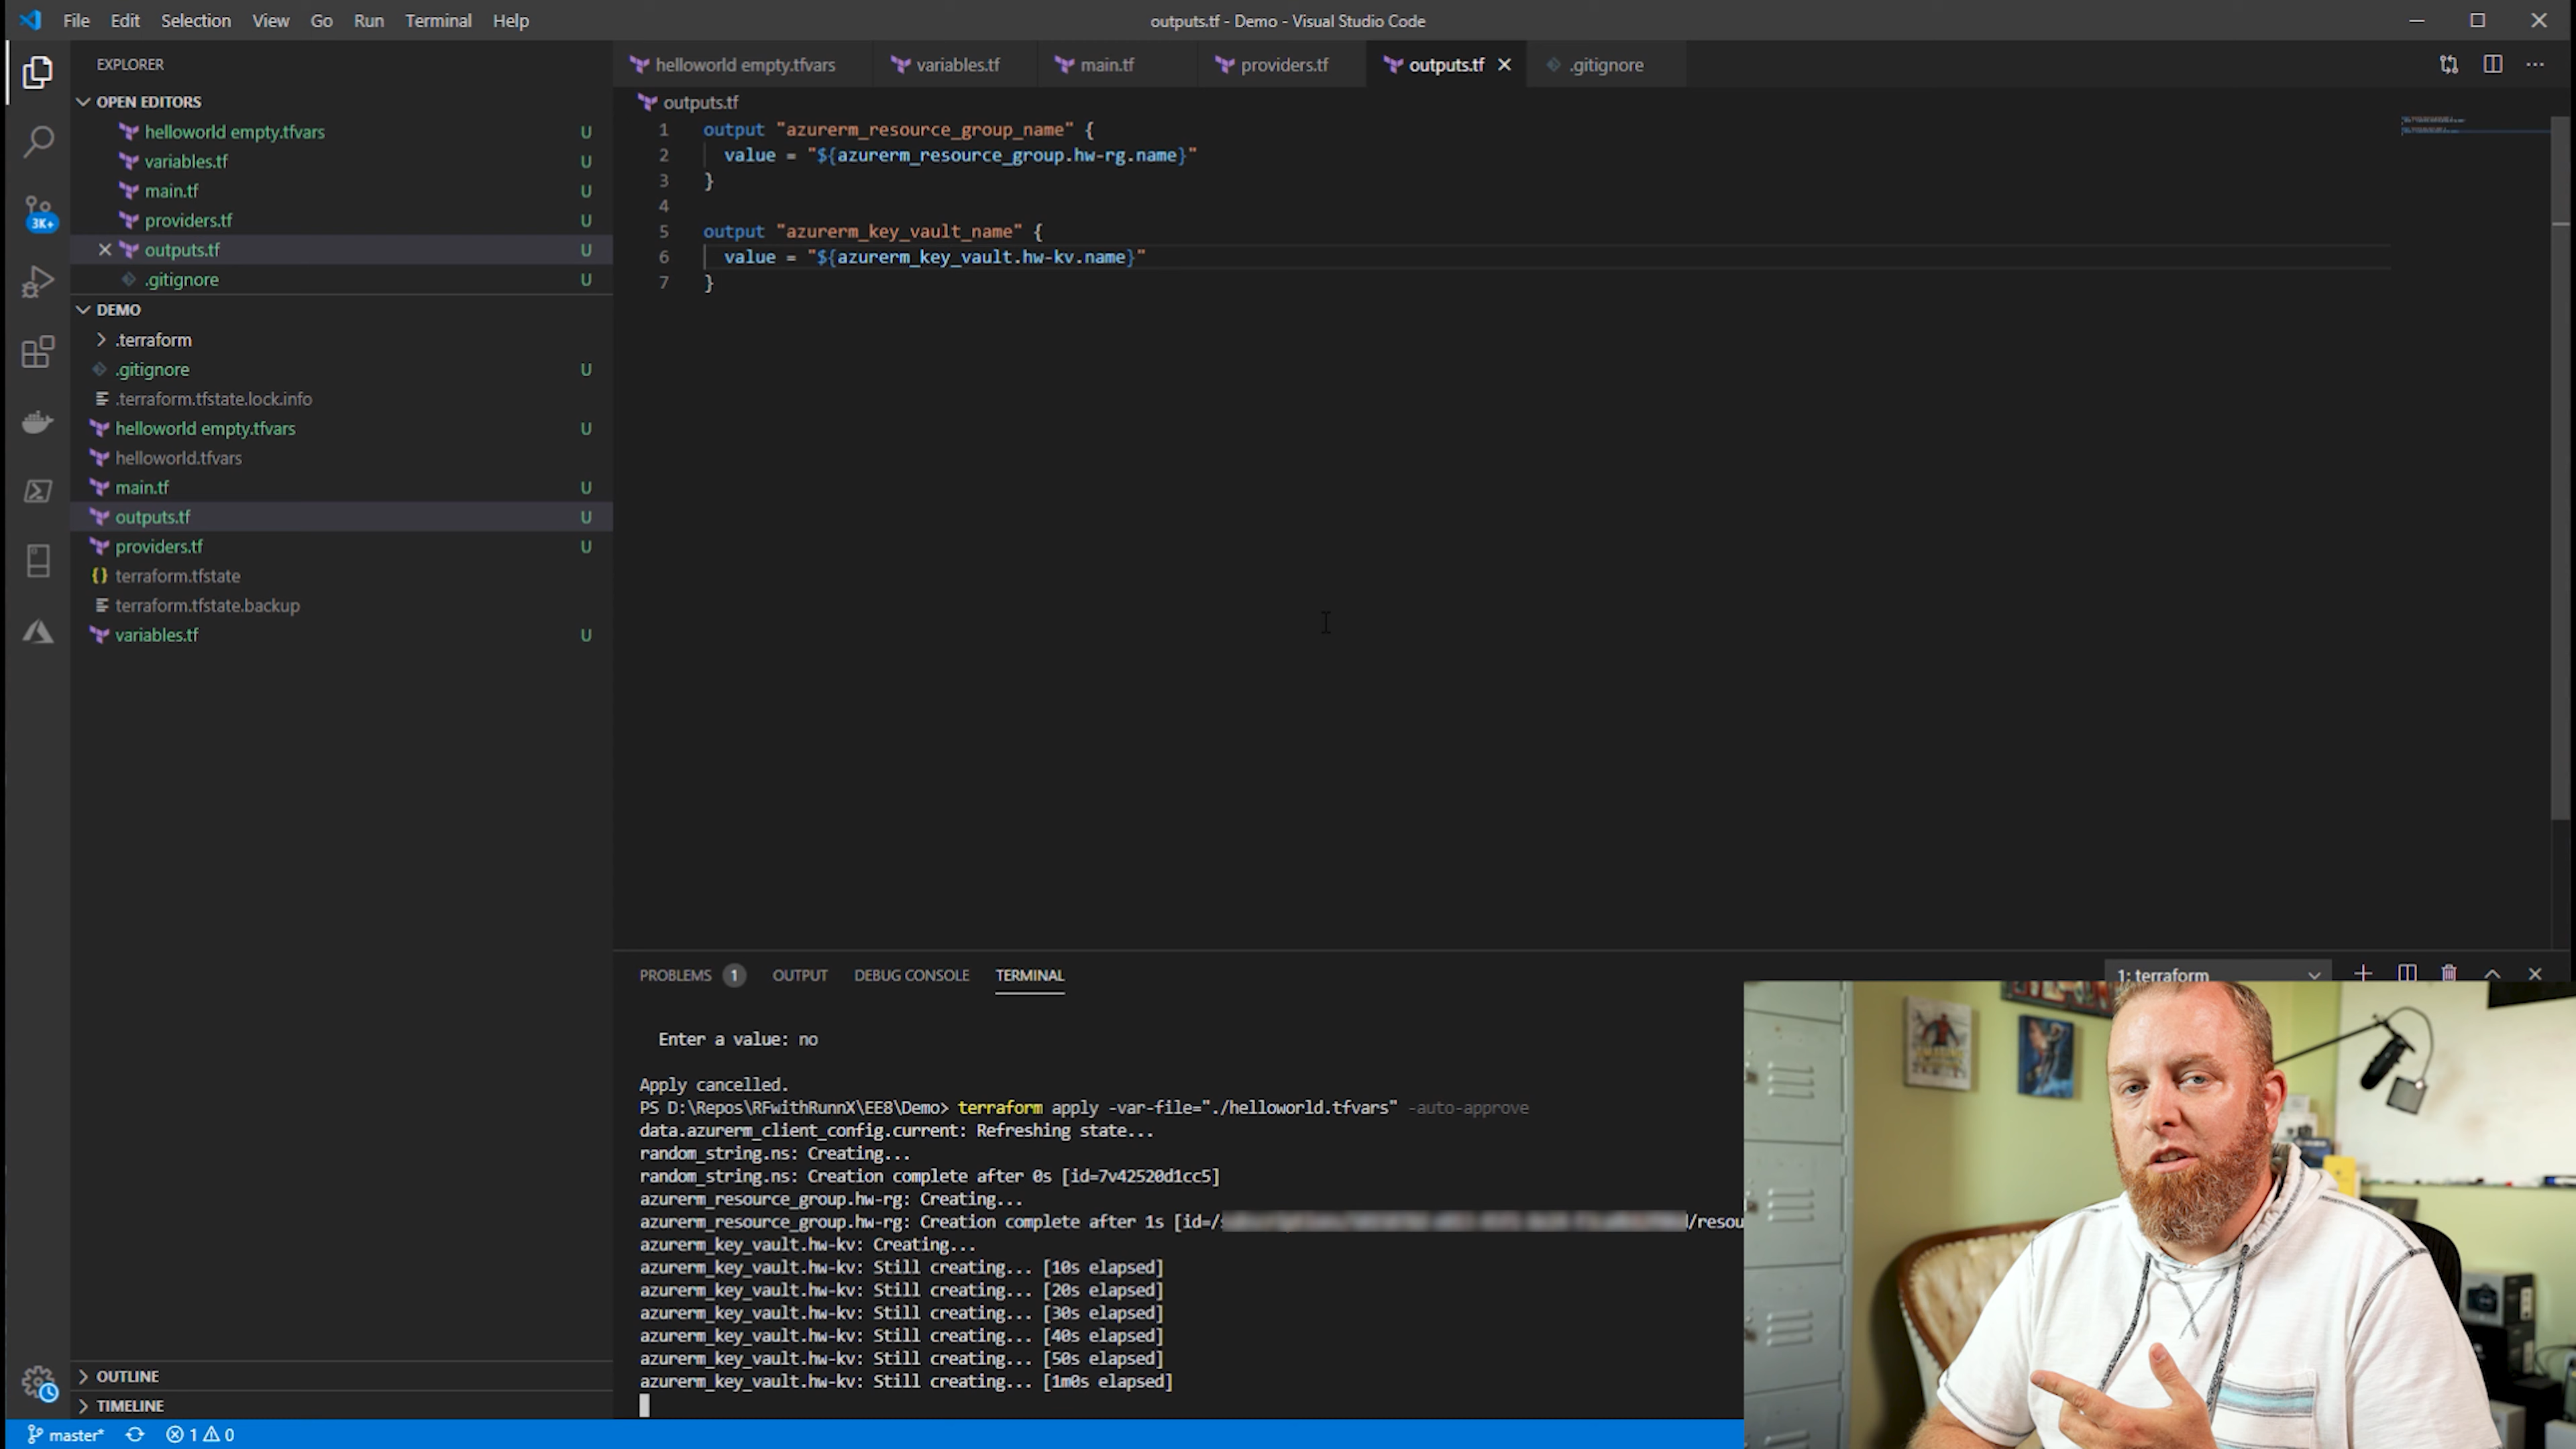 File Edit Selection View Go Run Terminal Help
outputs.tf - Demo - Visual Studio Code
EXPLORER
OPEN EDITORS
helloworld empty.tfvars U
variables.tf U
main.tf U
providers.tf U
outputs.tf U
.gitignore U
DEMO
.terraform
.gitignore U
.terraform.tfstate.lock.info
helloworld empty.tfvars U
helloworld.tfvars
main.tf U
outputs.tf U
providers.tf U
terraform.tfstate
terraform.tfstate.backup
variables.tf U
OUTLINE
TIMELINE
3K+
helloworld empty.tfvars variables.tf main.tf providers.tf outputs.tf .gitignore
outputs.tf
1 output "azurerm_resource_group_name" {
2 value = "${azurerm_resource_group.hw-rg.name}"
3 }
4
5 output "azurerm_key_vault_name" {
6 value = "${azurerm_key_vault.hw-kv.name}"
7 }
PROBLEMS 1 OUTPUT DEBUG CONSOLE TERMINAL 1: terraform
Enter a value: no
Apply cancelled.
PS D:\Repos\RFwithRunnX\EE8\Demo> terraform apply -var-file="./helloworld.tfvars" -auto-approve
data.azurerm_client_config.current: Refreshing state...
random_string.ns: Creating...
random_string.ns: Creation complete after 0s [id=7v42520d1cc5]
azurerm_resource_group.hw-rg: Creating...
azurerm_resource_group.hw-rg: Creation complete after 1s [id=/ /resou
azurerm_key_vault.hw-kv: Creating...
azurerm_key_vault.hw-kv: Still creating... [10s elapsed]
azurerm_key_vault.hw-kv: Still creating... [20s elapsed]
azurerm_key_vault.hw-kv: Still creating... [30s elapsed]
azurerm_key_vault.hw-kv: Still creating... [40s elapsed]
azurerm_key_vault.hw-kv: Still creating... [50s elapsed]
azurerm_key_vault.hw-kv: Still creating... [1m0s elapsed]
master* 1 0